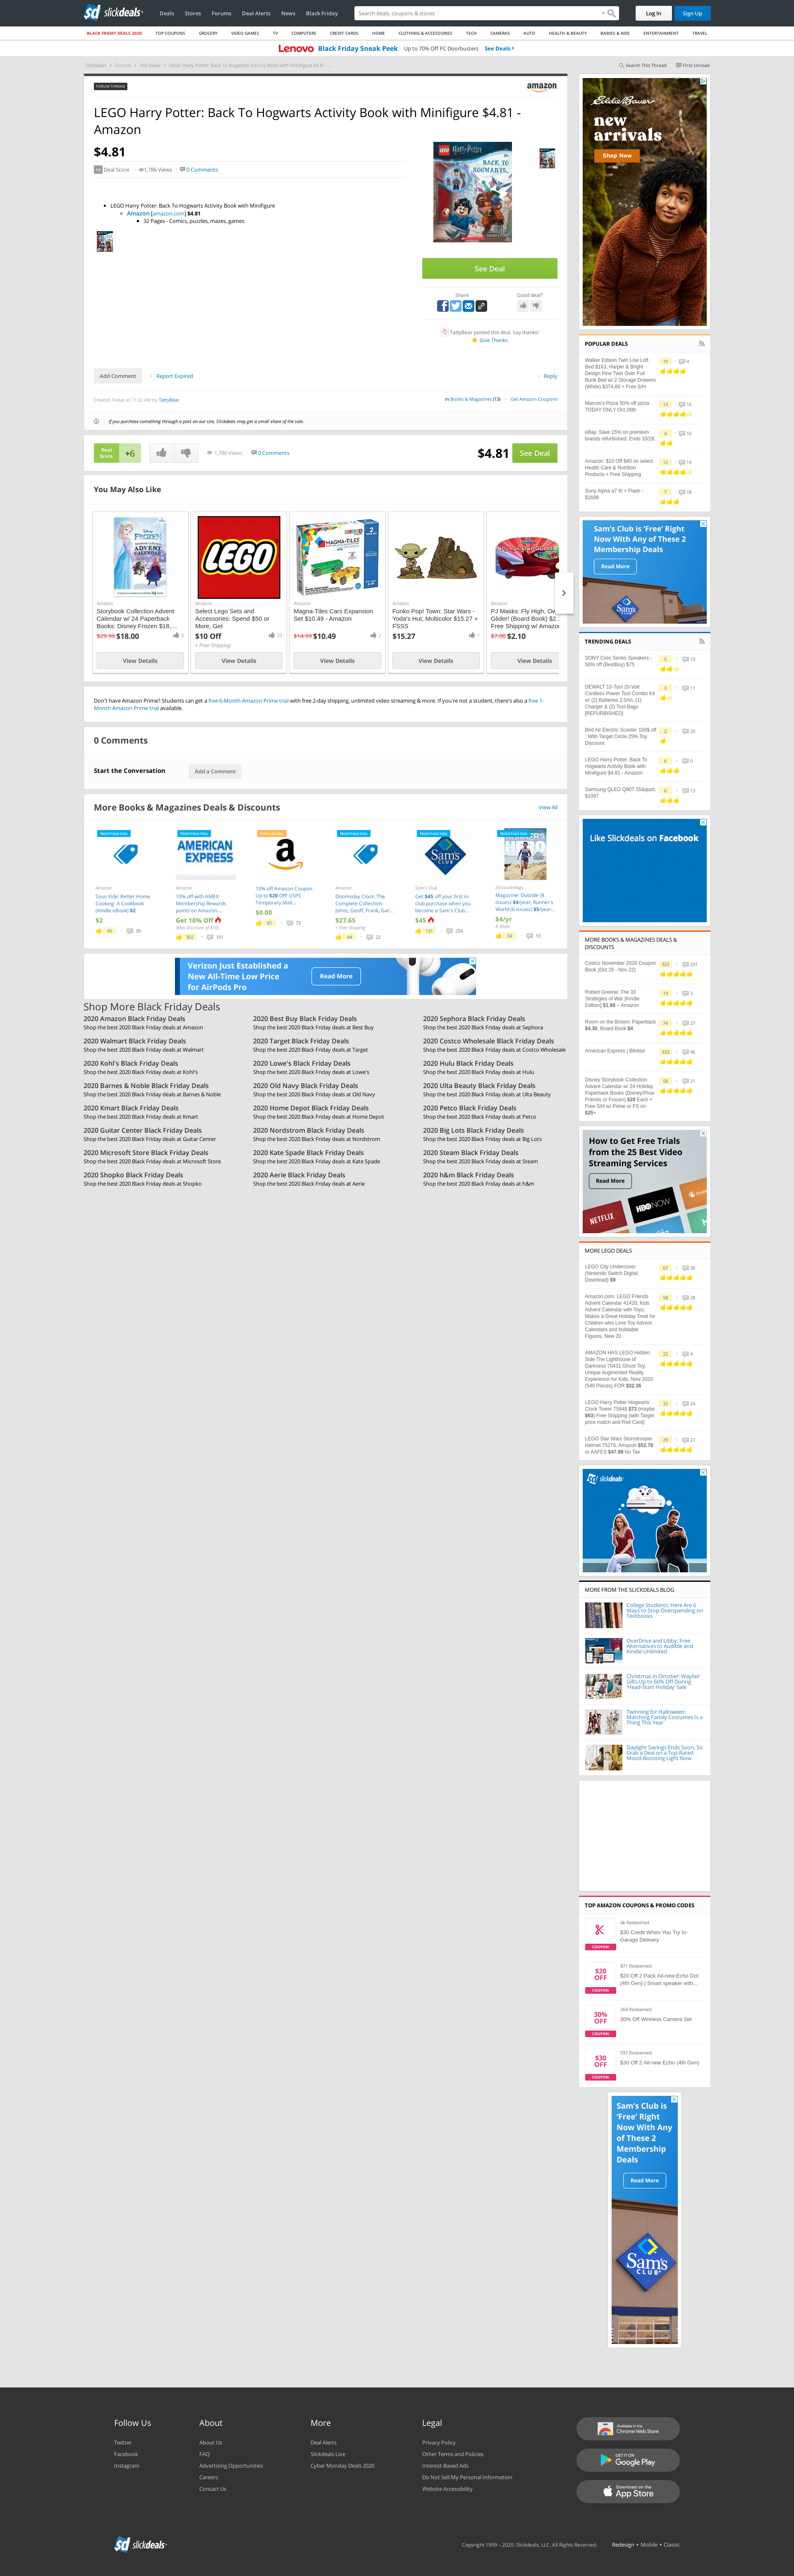 slickdeals
Deals
Stores
Forums
Deal Alerts
News
Black Friday
Search deals, coupons & stores
Log In
Sign Up
BLACK FRIDAY DEALS 2020
TOP COUPONS
GROCERY
VIDEO GAMES
TV
COMPUTERS
CREDIT CARDS
HOME
CLOTHING & ACCESSORIES
TECH
CAMERAS
AUTO
HEALTH & BEAUTY
BABIES & KIDS
ENTERTAINMENT
TRAVEL
Lenovo Black Friday Sneak Peek Up to 70% Off PC Doorbusters See Deals
Slickdeals > Forums > Hot Deals > LEGO Harry Potter: Back To Hogwarts Activity Book with Minifigure $4.81 -...
Search This Thread
First Unread
FORUM THREAD
amazon
LEGO Harry Potter: Back To Hogwarts Activity Book with Minifigure $4.81 -
Amazon
$4.81
+6 Deal Score
1,786 Views
0 Comments
LEGO Harry Potter: Back To Hogwarts Activity Book with Minifigure
Amazon [amazon.com] $4.81
32 Pages - Comics, puzzles, mazes, games
LEGO
Harry Potter
BACK TO
HOGWARTS
SCHOLASTIC
See Deal
Share
Good deal?
TattyBear posted this deal. Say thanks!
Give Thanks
Add Comment
Report Expired
Reply
Created Today at 11:32 AM by TattyBear
in Books & Magazines (13)
Get Amazon Coupons
If you purchase something through a post on our site, Slickdeals may get a small share of the sale.
Deal
Score
+6
1,786 Views
0 Comments
$4.81
See Deal
You May Also Like
Amazon
Storybook Collection Advent
Calendar w/ 24 Paperback
Books: Disney Frozen $18,...
$29.99 $18.00
5
View Details
LEGO
Amazon
Select Lego Sets and
Accessories: Spend $50 or
More, Get
$10 Off
35
+ Free Shipping
View Details
MAGNA-TILES
Amazon
Magna-Tiles Cars Expansion
Set $10.49 - Amazon
$14.99 $10.49
2
View Details
Amazon
Funko Pop! Town: Star Wars -
Yoda's Hut, Multicolor $15.27 +
FSSS
$15.27
1
View Details
Amazon
PJ Masks: Fly High, Ow
Glider! (Board Book) $2.
Free Shipping w/ Amazon
$7.00 $2.10
View Details
Don't have Amazon Prime? Students can get a free 6-Month Amazon Prime trial with free 2-day shipping, unlimited video streaming & more. If you're not a student, there's also a free 1-
Month Amazon Prime trial available.
0 Comments
Start the Conversation
Add a Comment
More Books & Magazines Deals & Discounts
View All
FRONTPAGE DEAL
Amazon
Sous Vide: Better Home
Cooking: A Cookbook
(Kindle eBook) $2
$2
45
39
FRONTPAGE DEAL
AMERICAN
EXPRESS
Amazon
10% off with AMEX
Membership Rewards
points on Amazon,...
Get 10% Off
(Max Discount of $10)
302
101
POPULAR DEAL
10% off Amazon Coupon
Up to $20 Off USPS
Temporary Mail...
$0.00
81
73
FRONTPAGE DEAL
Amazon
Doomsday Clock: The
Complete Collection:
Johns, Geoff, Frank, Gar...
$27.65
+ Free Shipping
44
22
FRONTPAGE DEAL
Sam's
CLUB
Sam's Club
Get $45 off your first in-
club purchase when you
become a Sam's Club...
$45
131
254
FRONTPAGE DEAL
DiscountMags
Magazine: Outside (8
issues) $4/year, Runner's
World (6 issues) $5/year...
$4/yr
& More
34
10
Verizon Just Established a
New All-Time Low Price
for AirPods Pro
Read More
Shop More Black Friday Deals
2020 Amazon Black Friday Deals
Shop the best 2020 Black Friday deals at Amazon
2020 Best Buy Black Friday Deals
Shop the best 2020 Black Friday deals at Best Buy
2020 Sephora Black Friday Deals
Shop the best 2020 Black Friday deals at Sephora
2020 Walmart Black Friday Deals
Shop the best 2020 Black Friday deals at Walmart
2020 Target Black Friday Deals
Shop the best 2020 Black Friday deals at Target
2020 Costco Wholesale Black Friday Deals
Shop the best 2020 Black Friday deals at Costco Wholesale
2020 Kohl's Black Friday Deals
Shop the best 2020 Black Friday deals at Kohl's
2020 Lowe's Black Friday Deals
Shop the best 2020 Black Friday deals at Lowe's
2020 Hulu Black Friday Deals
Shop the best 2020 Black Friday deals at Hulu
2020 Barnes & Noble Black Friday Deals
Shop the best 2020 Black Friday deals at Barnes & Noble
2020 Old Navy Black Friday Deals
Shop the best 2020 Black Friday deals at Old Navy
2020 Ulta Beauty Black Friday Deals
Shop the best 2020 Black Friday deals at Ulta Beauty
2020 Kmart Black Friday Deals
Shop the best 2020 Black Friday deals at Kmart
2020 Home Depot Black Friday Deals
Shop the best 2020 Black Friday deals at Home Depot
2020 Petco Black Friday Deals
Shop the best 2020 Black Friday deals at Petco
2020 Guitar Center Black Friday Deals
Shop the best 2020 Black Friday deals at Guitar Center
2020 Nordstrom Black Friday Deals
Shop the best 2020 Black Friday deals at Nordstrom
2020 Big Lots Black Friday Deals
Shop the best 2020 Black Friday deals at Big Lots
2020 Microsoft Store Black Friday Deals
Shop the best 2020 Black Friday deals at Microsoft Store
2020 Kate Spade Black Friday Deals
Shop the best 2020 Black Friday deals at Kate Spade
2020 Steam Black Friday Deals
Shop the best 2020 Black Friday deals at Steam
2020 Shopko Black Friday Deals
Shop the best 2020 Black Friday deals at Shopko
2020 Aerie Black Friday Deals
Shop the best 2020 Black Friday deals at Aerie
2020 h&m Black Friday Deals
Shop the best 2020 Black Friday deals at h&m
Eddie Bauer
new
arrivals
Shop Now
POPULAR DEALS
Walker Edison Twin Low Loft
Bed $163, Harper & Bright
Design Pine Twin Over Full
Bunk Bed w/ 2-Storage Drawers
(White) $374.80 + Free S/H
10
4
Marcos's Pizza 50% off pizza
TODAY ONLY Oct 26th
13
16
eBay. Save 15% on premium
brands refurbished. Ends 10/28.
4
10
Amazon: $10 Off $40 on select
Health Care & Nutrition
Products + Free Shipping
12
19
Sony Alpha a7 III + Flash -
$1698
7
18
Sam's Club is 'Free' Right
Now With Any of These 2
Membership Deals
Read More
Sam's
CLUB
TRENDING DEALS
SONY Core Series Speakers -
50% off (BestBuy) $75
5
10
DEWALT 10-Tool 20-Volt
Cordless Power Tool Combo Kit
w/ (2) Batteries 2.0Ah, (1)
Charger & (2) Tool Bags
[REFURBISHED]
3
11
Bird Air Electric Scooter 150$ off
: With Target Circle 25% Toy
Discount
2
20
LEGO Harry Potter: Back To
Hogwarts Activity Book with
Minifigure $4.81 - Amazon
6
0
Samsung QLED Q80T 55&quot;
$1097
6
13
Like Slickdeals on Facebook
MORE BOOKS & MAGAZINES DEALS &
DISCOUNTS
Costco November 2020 Coupon
Book (Oct 28 - Nov 22)
323
231
Robert Greene: The 33
Strategies of War [Kindle
Edition] $1.99 ~ Amazon
19
3
Room on the Broom: Paperback
$4.38, Board Book $4
74
27
American Express | Blinkist
333
96
Disney Storybook Collection
Advent Calendar w/ 24 Holiday
Paperback Books (Disney/Pixar
Friends or Frozen) $20 Each +
Free S/H w/ Prime or FS on
$25+
58
21
How to Get Free Trials
from the 25 Best Video
Streaming Services
Read More
NETFLIX
HBO NOW
MORE LEGO DEALS
LEGO City Undercover
(Nintendo Switch Digital
Download) $9
67
36
Amazon.com: LEGO Friends
Advent Calendar 41420, Kids
Advent Calendar with Toys;
Makes a Great Holiday Treat for
Children who Love Toy Advent
Calendars and buildable
Figures, New 20
58
28
AMAZON HAS LEGO Hidden
Side The Lighthouse of
Darkness 70431 Ghost Toy,
Unique Augmented Reality
Experience for Kids, New 2020
(540 Pieces) FOR $32.36
22
4
LEGO Harry Potter Hogwarts
Clock Tower 75948 $73 (maybe
$63) Free Shipping (with Target
price match and Red Card)
32
24
LEGO Star Wars Stormtrooper
Helmet 75276, Amazon $52.79
or AAFES $47.99 No Tax
29
27
slickdeals
MORE FROM THE SLICKDEALS BLOG
College Students: Here Are 6
Ways to Stop Overspending on
Textbooks
OverDrive and Libby: Free
Alternatives to Audible and
Kindle Unlimited
Christmas in October: Wayfair
Gifts Up to 60% Off During
'Head-Start Holiday' Sale
Twinning for Halloween:
Matching Family Costumes Is a
Thing This Year
Daylight Savings Ends Soon, So
Grab a Deal on a Top-Rated
Mood-Boosting Light Now
TOP AMAZON COUPONS & PROMO CODES
COUPON
4k Redeemed
$30 Credit When You Try In-
Garage Delivery
$20
OFF
COUPON
871 Redeemed
$20 Off 2 Pack All-new Echo Dot
(4th Gen) | Smart speaker with...
30%
OFF
COUPON
264 Redeemed
30% Off Wireless Camera Set
$30
OFF
COUPON
597 Redeemed
$30 Off 2 All-new Echo (4th Gen)
Sam's Club is
'Free' Right
Now With Any
of These 2
Membership
Deals
Read More
Sam's
CLUB
Follow Us
Twitter
Facebook
Instagram
About
About Us
FAQ
Advertising Opportunities
Careers
Contact Us
More
Deal Alerts
Slickdeals Live
Cyber Monday Deals 2020
Legal
Privacy Policy
Other Terms and Policies
Interest-Based Ads
Do Not Sell My Personal Information
Website Accessibility
Available in the
Chrome Web Store
GET IT ON
Google Play
Download on the
App Store
slickdeals
Copyright 1999 - 2020. Slickdeals, LLC. All Rights Reserved.
Redesign • Mobile • Classic